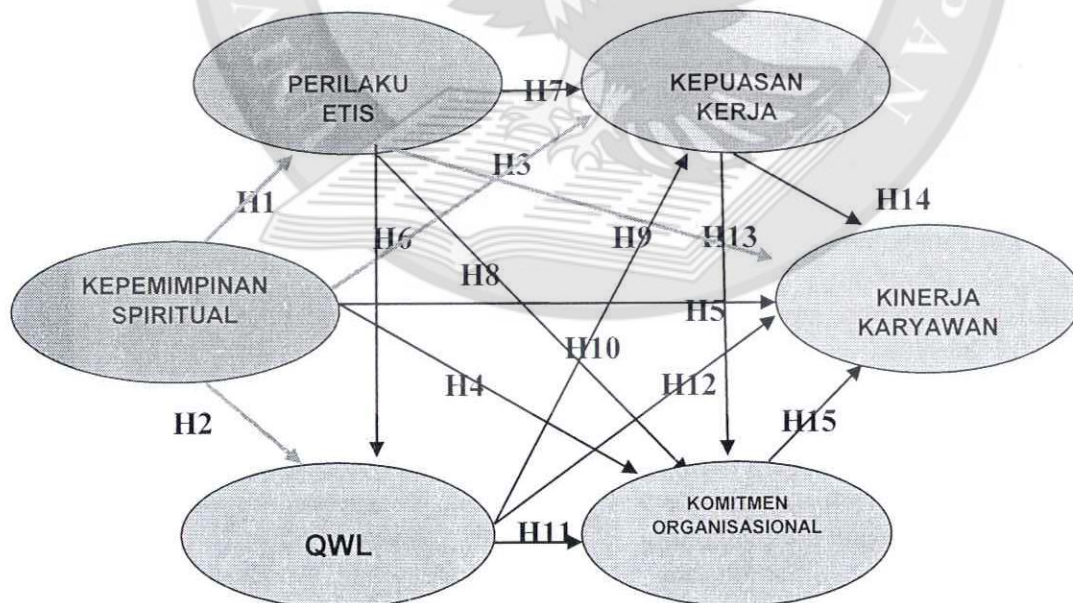 PERILAKU
ETIS
KEPUASAN
KERJA
H7
H3
H1
H6
H9
H13
H14
H8
KEPEMIMPINAN
SPIRITUAL
H5
KINERJA
KARYAWAN
H10
H4
H12
H2
H15
QWL
H11
KOMITMEN
ORGANISASIONAL